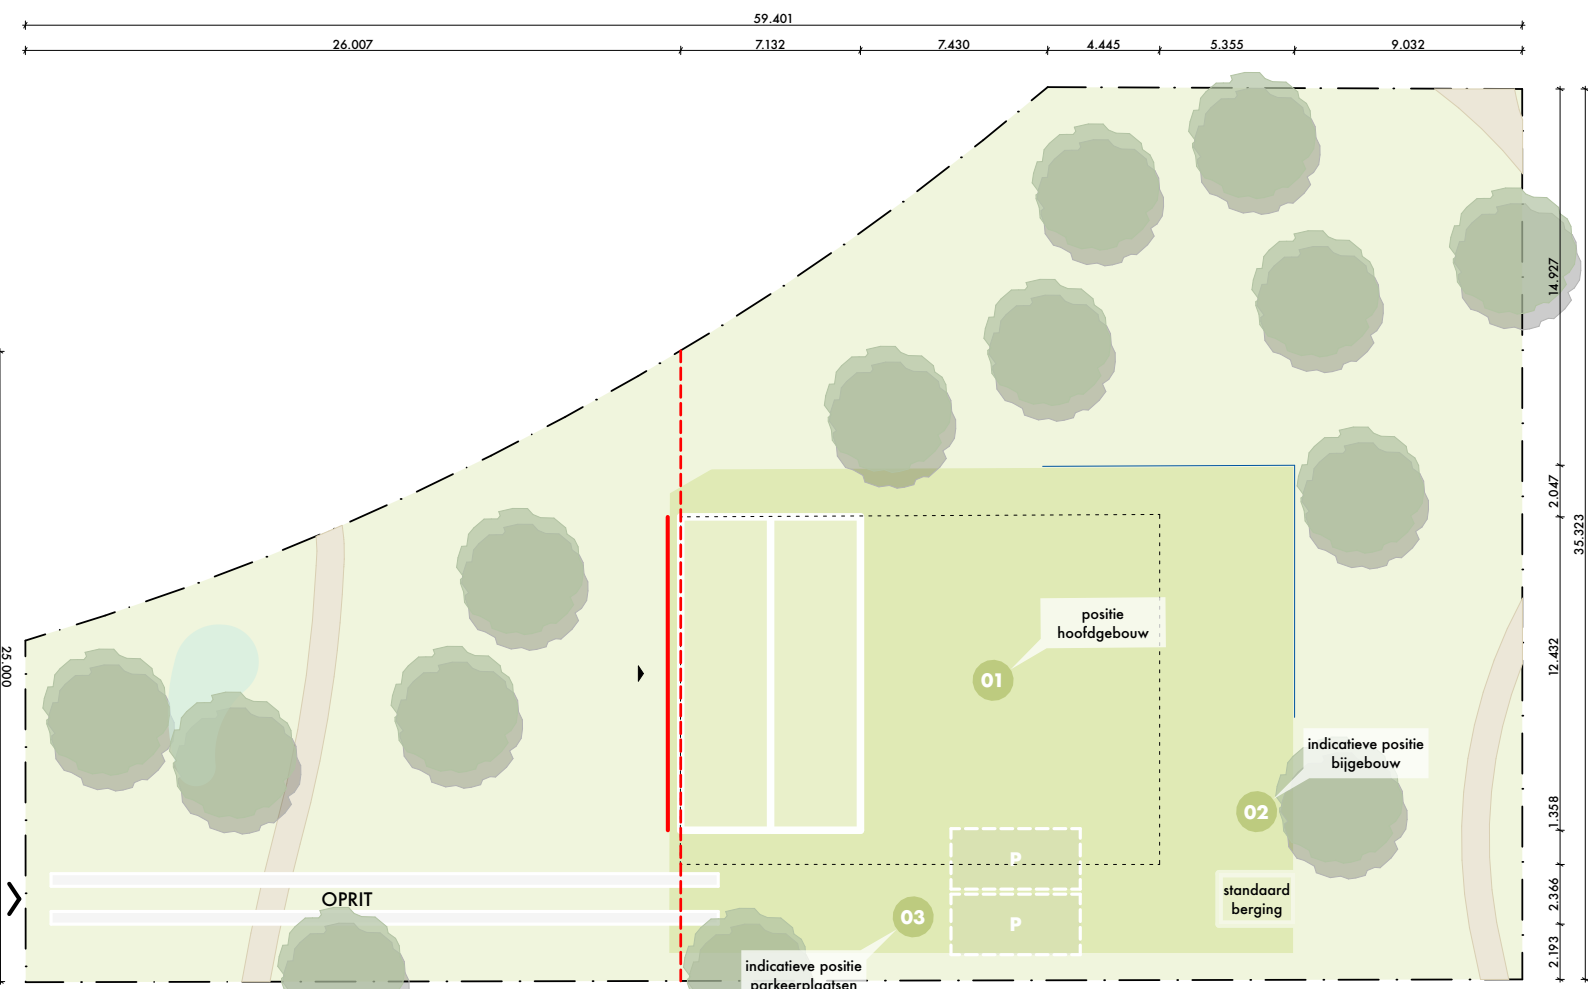 59.401
26.007
7.132
7.430
4.445
5.355
9.032
14.927
2.047
35.323
12.432
1.358
2.366
2.193
25.000
positie
hoofdgebouw
01
indicatieve positie
bijgebouw
02
P
standaard
berging
OPRIT
03
P
indicatieve positie
parkeerplaatsen